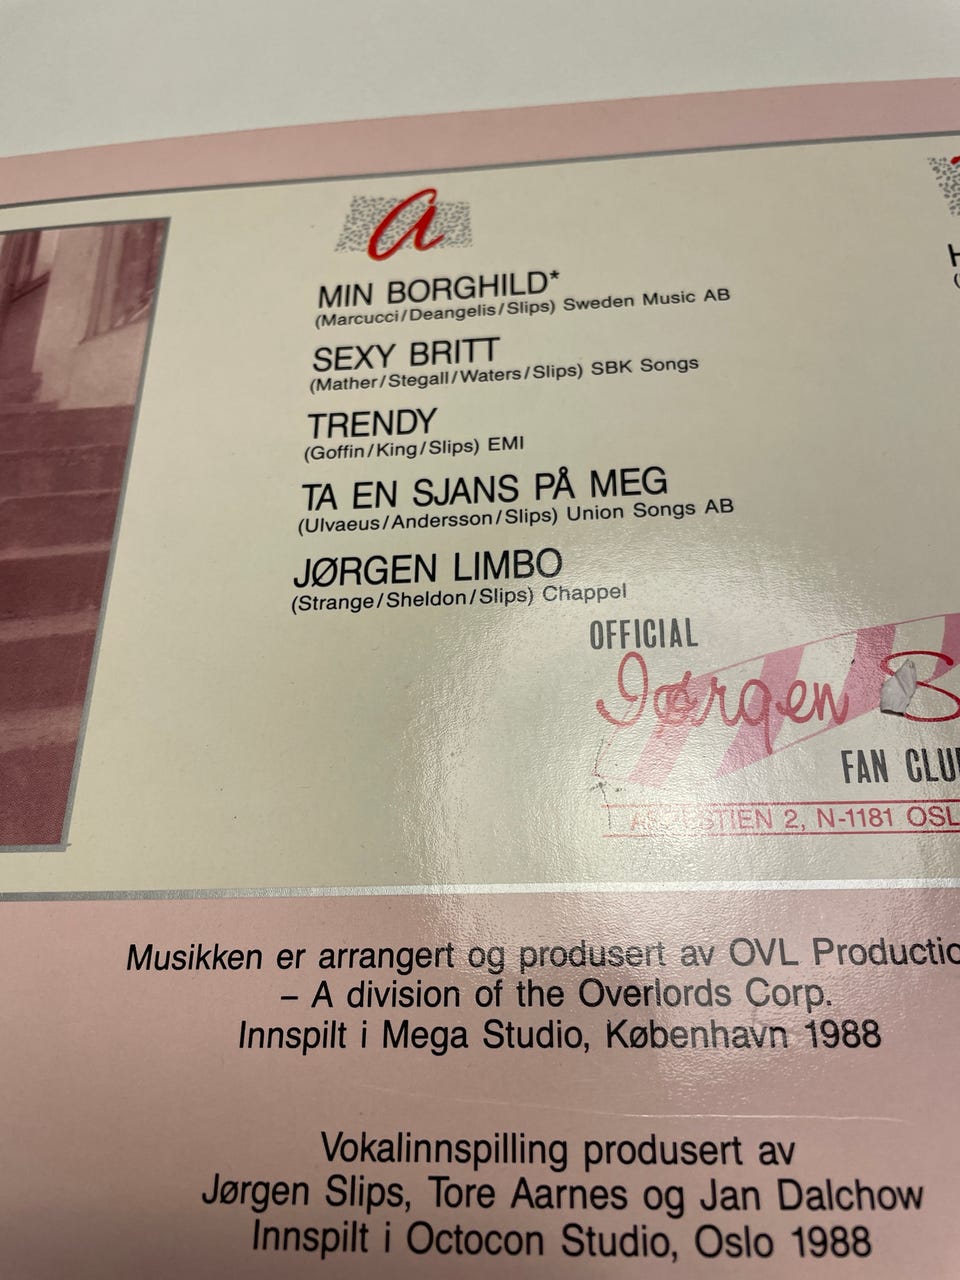 a
MIN BORGHILD*
(Marcucci/Deangelis/Slips) Sweden Music AB
SEXY BRITT
(Mather/Stegall/Waters/Slips) SBK Songs
TRENDY
(Goffin/King/Slips) EMI
TA EN SJANS PÅ MEG
(Ulvaeus/Andersson/Slips) Union Songs AB
JØRGEN LIMBO
(Strange/Sheldon/Slips) Chappel
OFFICIAL
Jørgen S
FAN CLU
2, N-1181 OSL
Musikken er arrangert og produsert av OVL Productio
– A division of the Overlords Corp.
Innspilt i Mega Studio, København 1988
Vokalinnspilling produsert av
Jørgen Slips, Tore Aarnes og Jan Dalchow
Innspilt i Octocon Studio, Oslo 1988